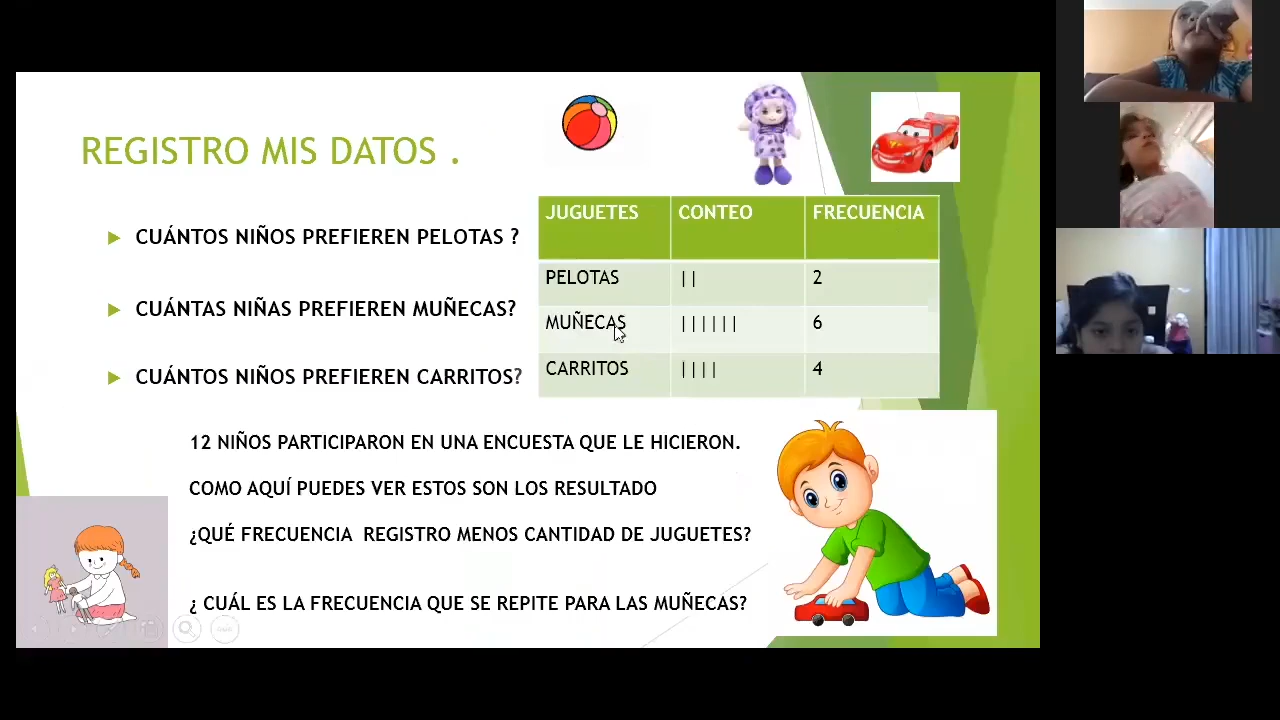 REGISTRO MIS DATOS .
CUÁNTOS NIÑOS PREFIEREN PELOTAS ?
CUÁNTAS NIÑAS PREFIEREN MUÑECAS?
CUÁNTOS NIÑOS PREFIEREN CARRITOS?
JUGUETES CONTEO FRECUENCIA
PELOTAS || 2
MUÑECAS |||||| 6
CARRITOS |||| 4
12 NIÑOS PARTICIPARON EN UNA ENCUESTA QUE LE HICIERON.
COMO AQUÍ PUEDES VER ESTOS SON LOS RESULTADO
¿QUÉ FRECUENCIA REGISTRO MENOS CANTIDAD DE JUGUETES?
¿ CUÁL ES LA FRECUENCIA QUE SE REPITE PARA LAS MUÑECAS?